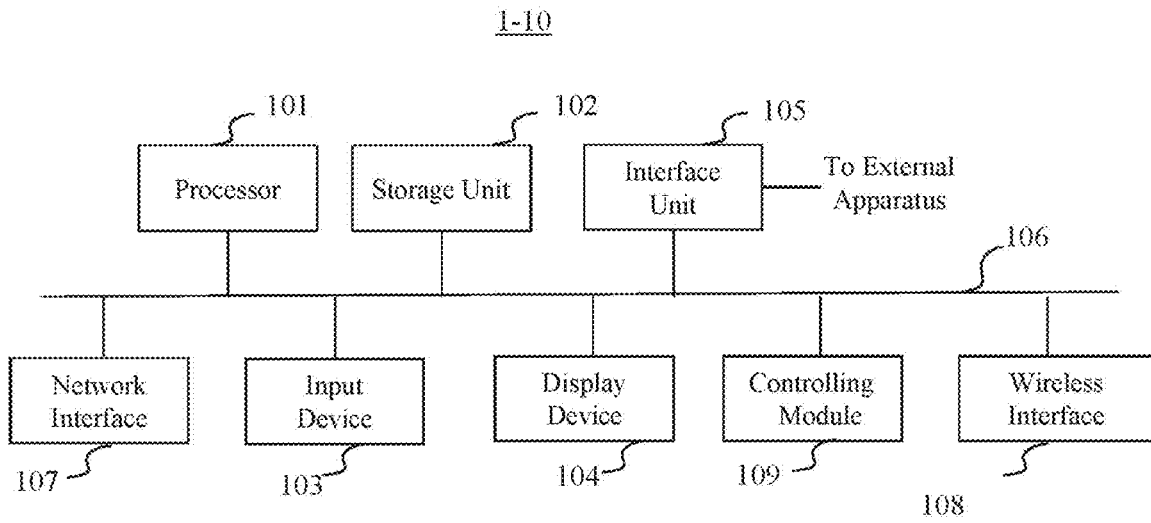 1-10
101
102
105
Processor
Storage Unit
Interface
Unit
To External
Apparatus
106
Network
Interface
Input
Device
Display
Device
Controlling
Module
Wireless
Interface
107
103
104
109
108